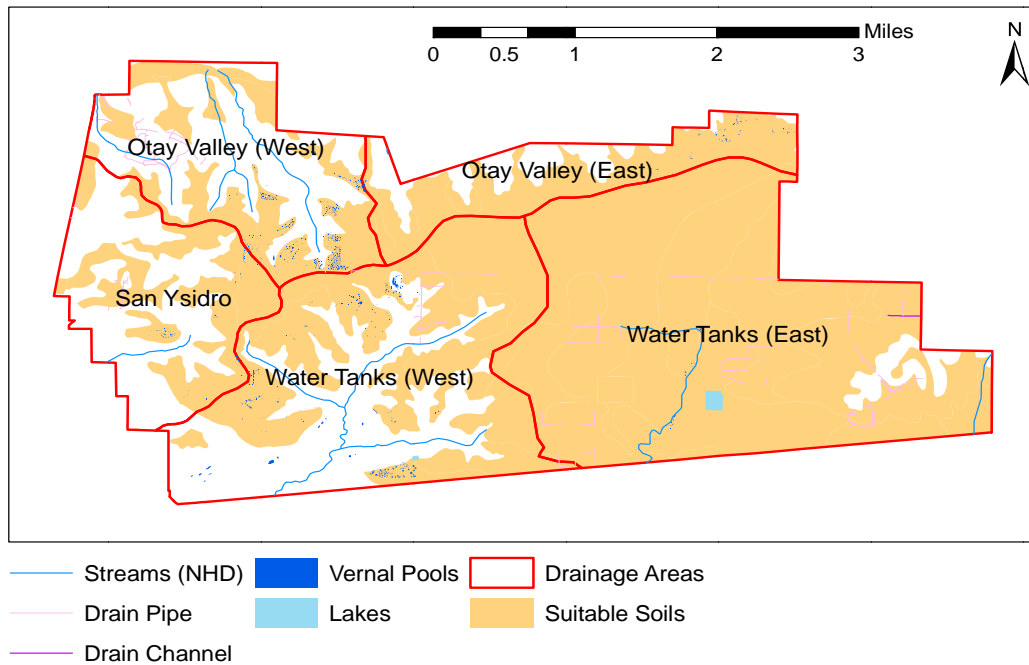 Miles
0 0.5 1 2 3
N
Otay Valley (West)
Otay Valley (East)
San Ysidro
Water Tanks (East)
Water Tanks (West)
Streams (NHD)
Vernal Pools
Drainage Areas
Drain Pipe
Lakes
Suitable Soils
Drain Channel